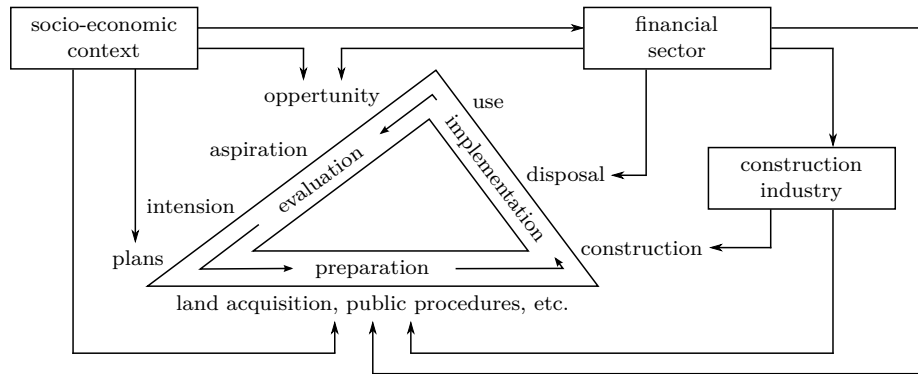 socio-economic
context
financial
sector
oppertunity
use
aspiration
evaluation
implementation
disposal
construction
industry
intension
plans
construction
preparation
land acquisition, public procedures, etc.